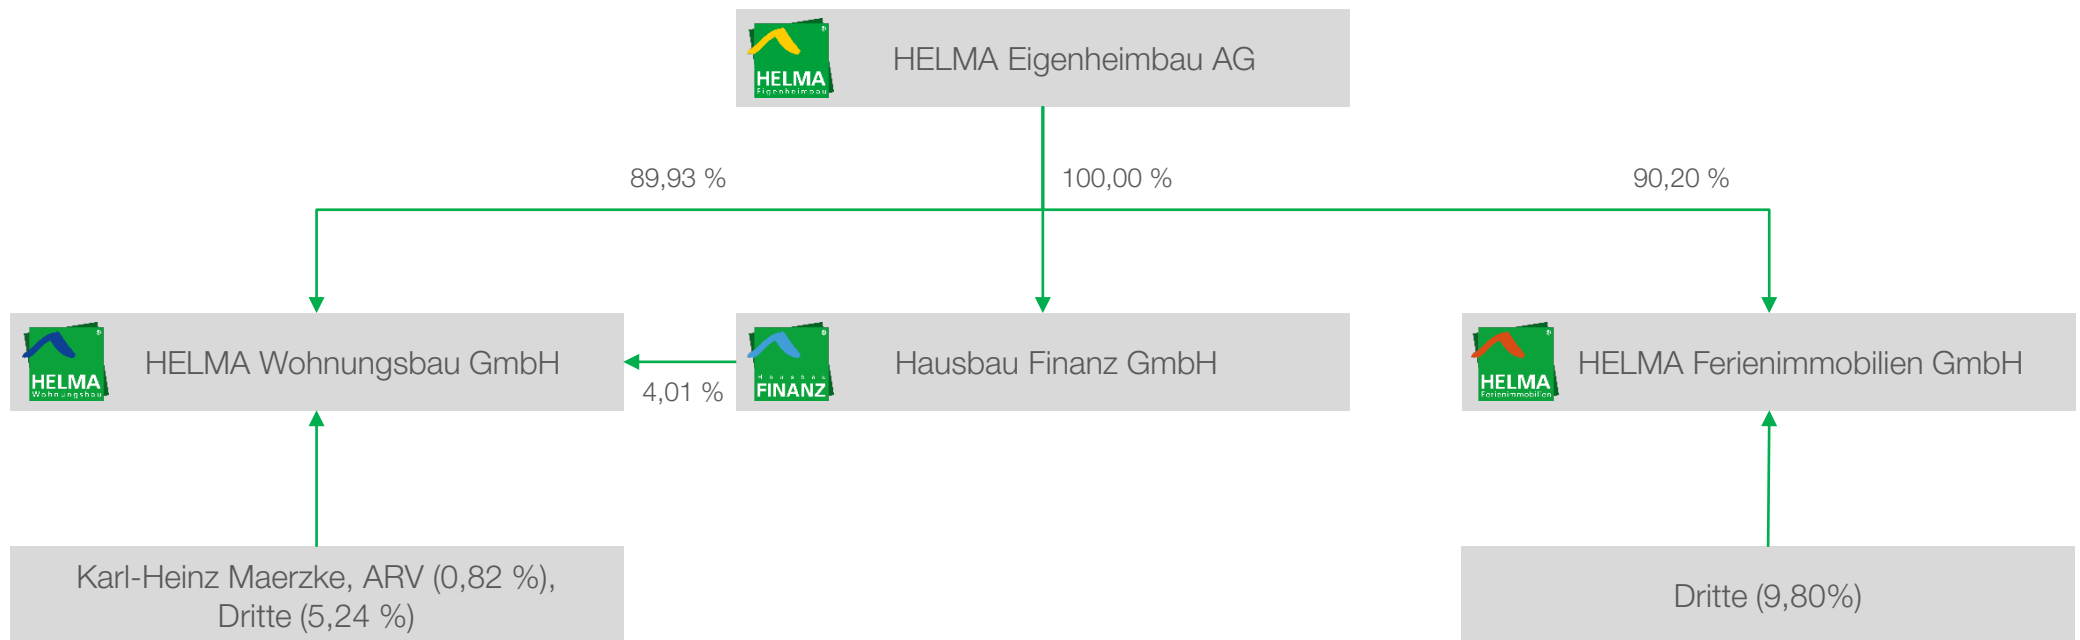 HELMA
Eigenheimbau
HELMA Eigenheimbau AG
89,93 %
100,00 %
90,20 %
HELMA
Wohnungsbau
HELMA Wohnungsbau GmbH
4,01 %
Hausbau
FINANZ
Hausbau Finanz GmbH
HELMA
Ferienimmobilien
HELMA Ferienimmobilien GmbH
Karl-Heinz Maerzke, ARV (0,82 %),
Dritte (5,24 %)
Dritte (9,80%)